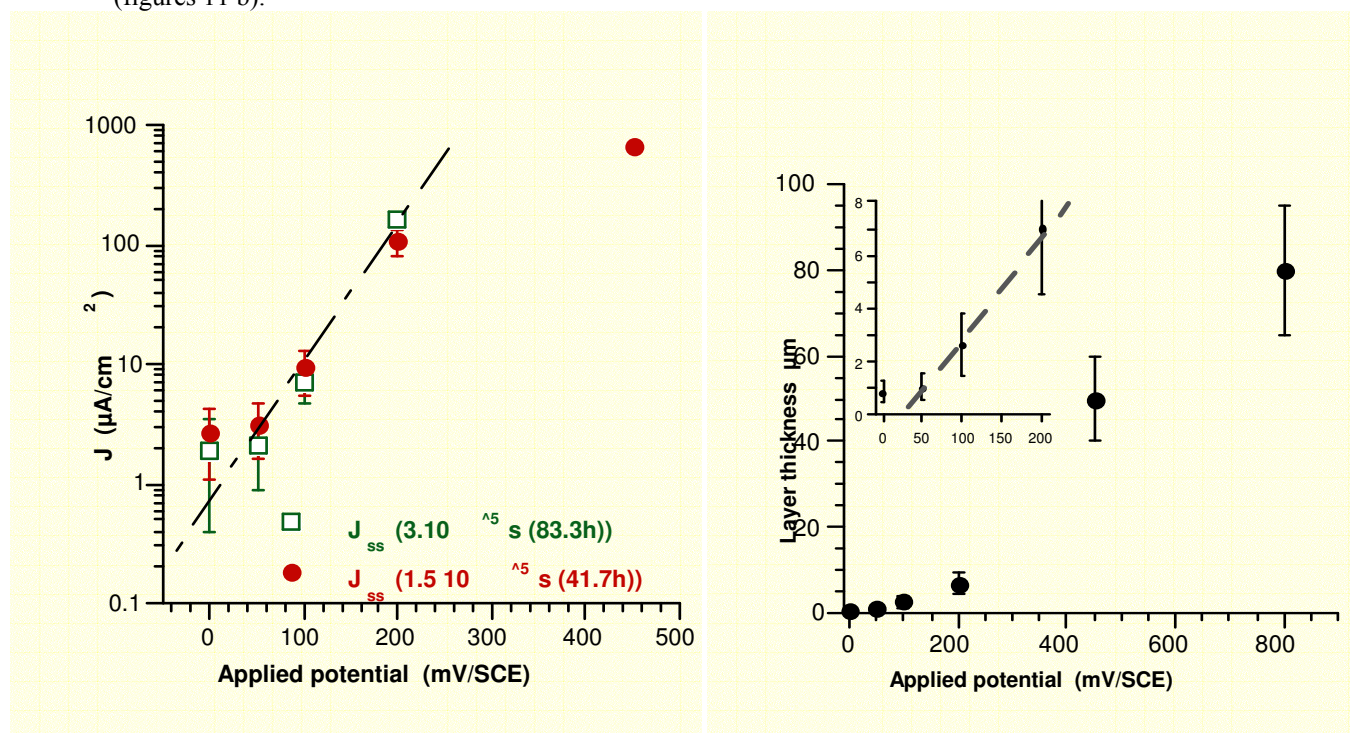 (figures 11 b).
1000
100
10
1
0.1
J (µA/cm 2 )
J ss (3.10 ^5 s (83.3h))
J ss (1.5 10 ^5 s (41.7h))
0 100 200 300 400 500
Applied potential (mV/SCE)
100
80
60
40
20
0
Layer thickness µm
8
6
4
2
0
0 50 100 150 200
0 200 400 600 800
Applied potential (mV/SCE)